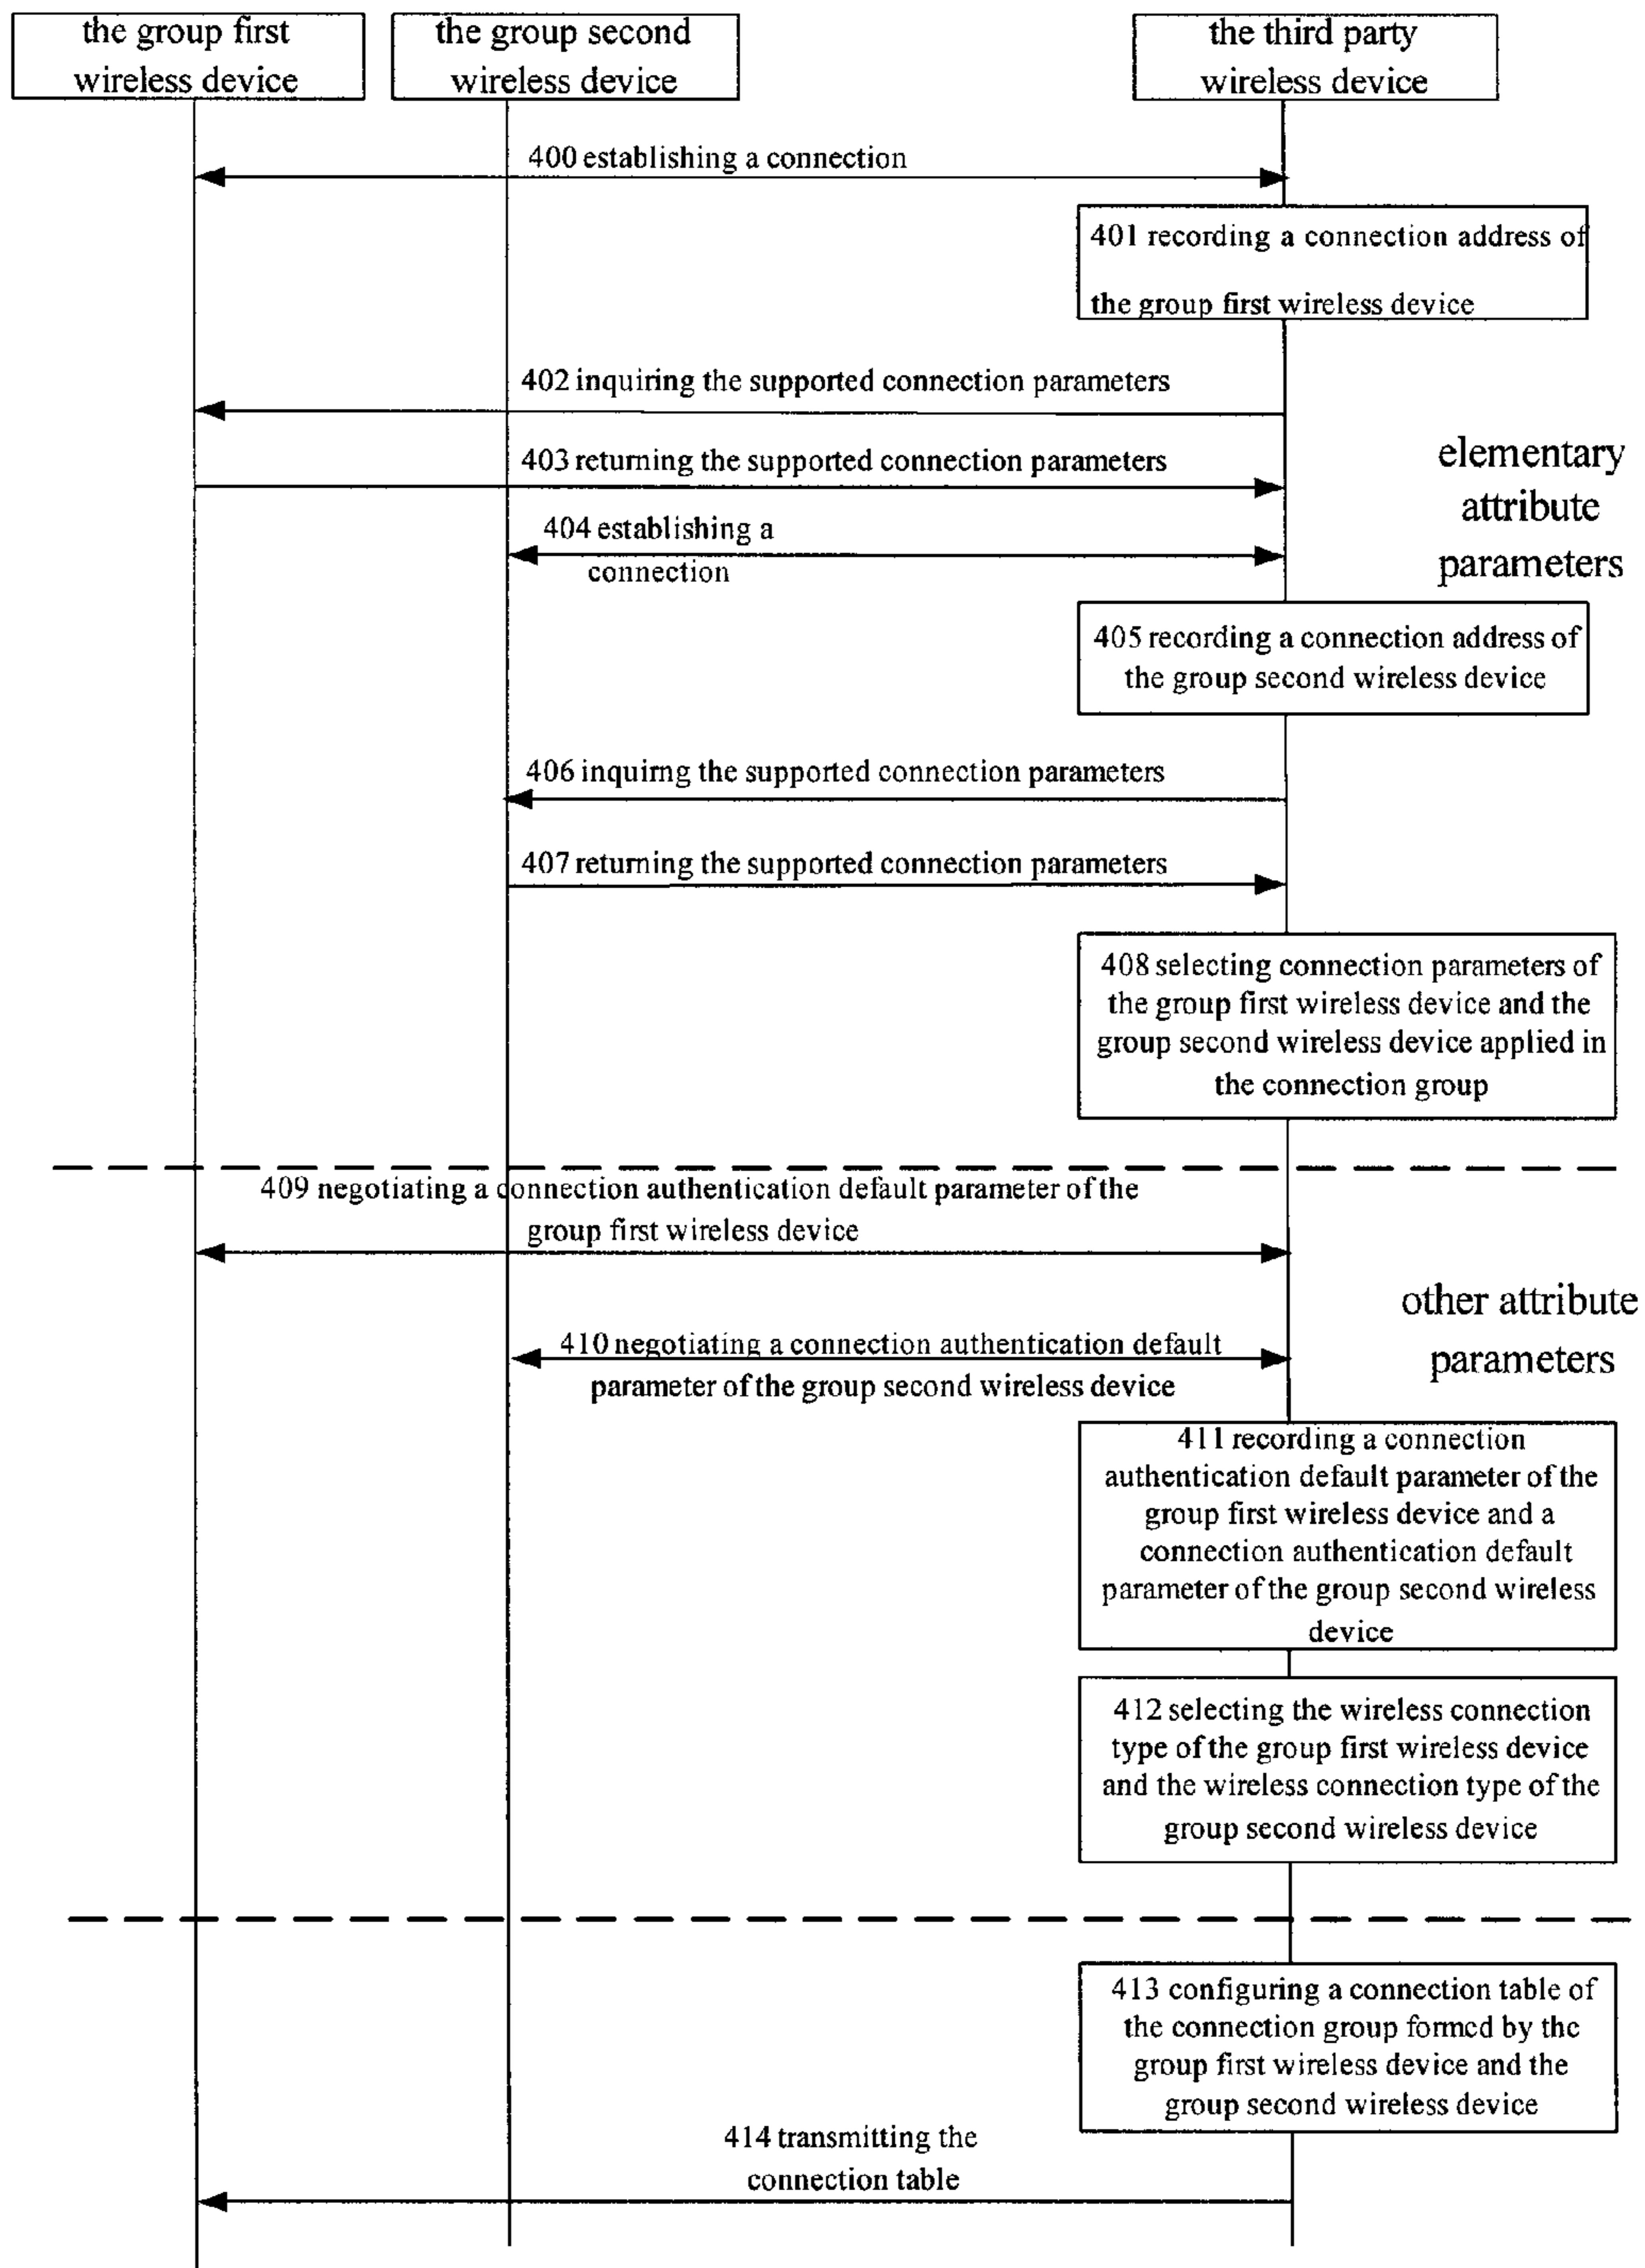 the group first
wireless device
the group second
wireless device
the third party
wireless device
400 establishing a connection
401 recording a connection address of
the group first wireless device
402 inquiring the supported connection parameters
403 returning the supported connection parameters
elementary
attribute
parameters
404 establishing a
connection
405 recording a connection address of
the group second wireless device
406 inquirng the supported connection parameters
407 returning the supported connection parameters
408 selecting connection parameters of
the group first wireless device and the
group second wireless device applied in
the connection group
409 negotiating a connection authentication default parameter of the
group first wireless device
other attribute
parameters
410 negotiating a connection authentication default
parameter of the group second wireless device
411 recording a connection
authentication default parameter of the
group first wireless device and a
connection authentication default
parameter of the group second wireless
device
412 selecting the wireless connection
type of the group first wireless device
and the wireless connection type of the
group second wireless device
413 configuring a connection table of
the connection group formed by the
group first wireless device and the
group second wireless device
414 transmitting the
connection table